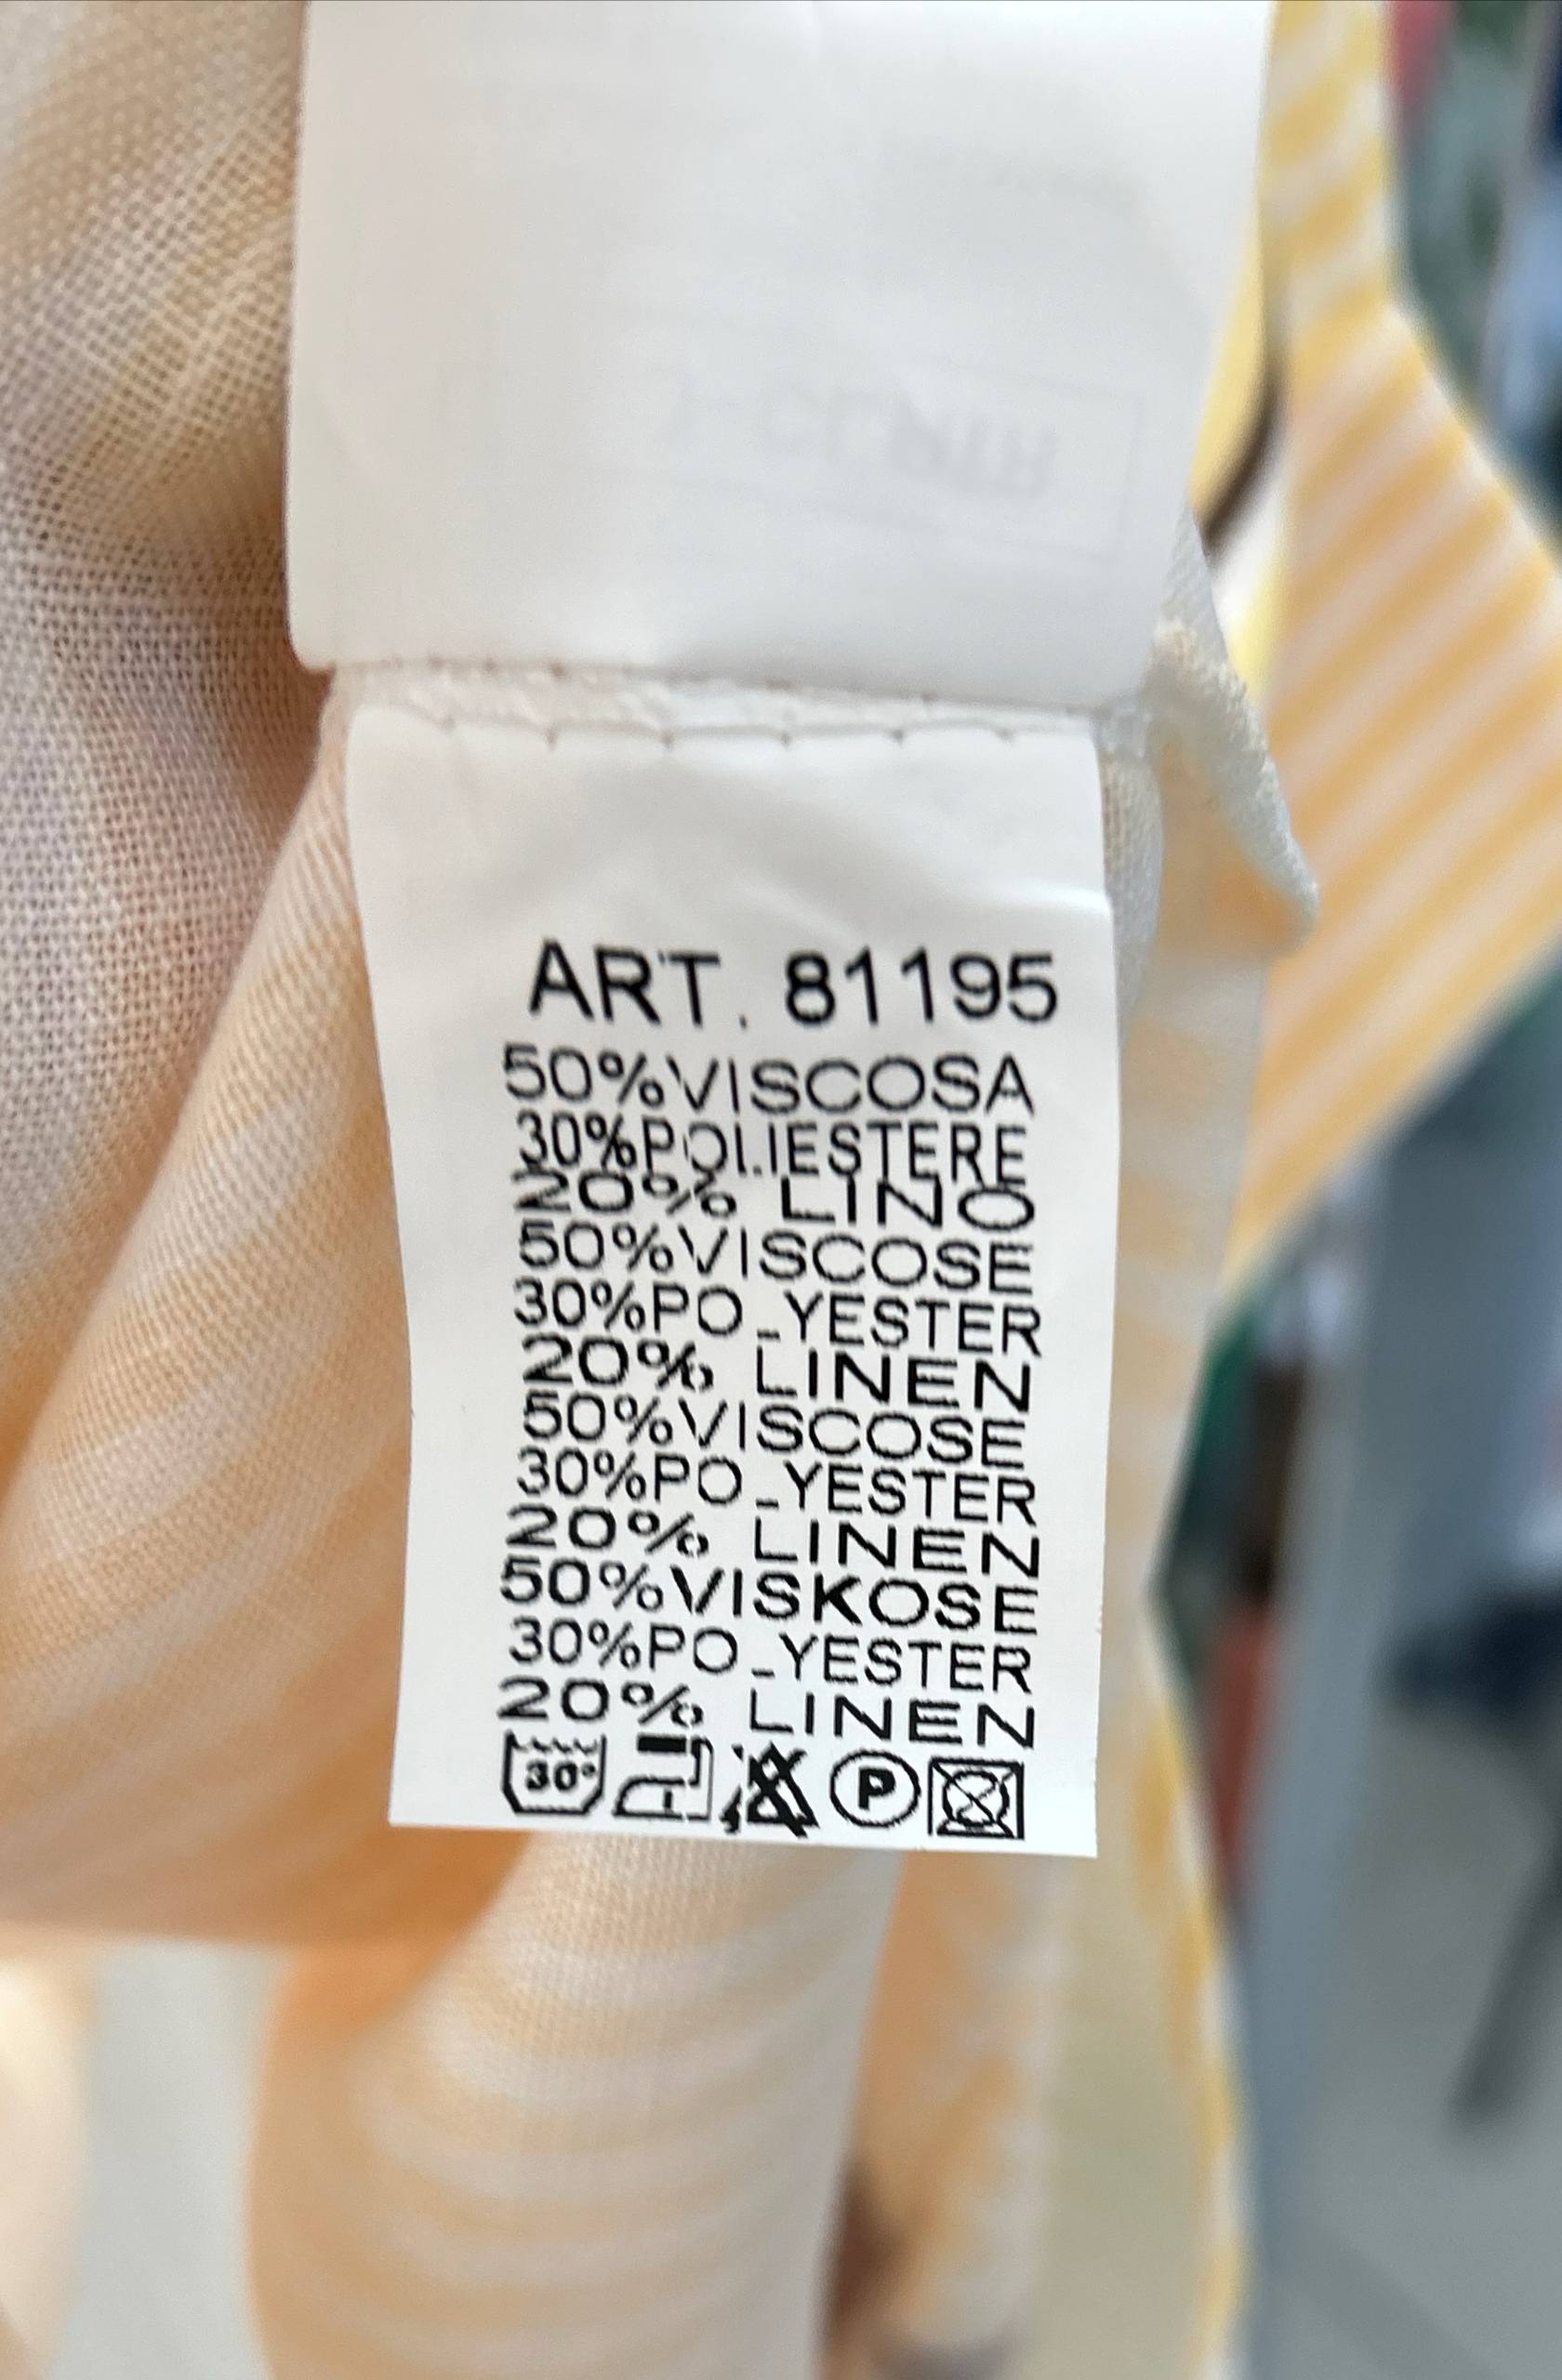 ART. 81195
50%VISCOSA
30%POLIESTERE
20% LINO
50%VISCOSE
30%PO_YESTER
20% LINEN
50%VISCOSE
30%PO_YESTER
20% LINEN
50%VISKOSE
30%PO_YESTER
20% LINEN
30° P